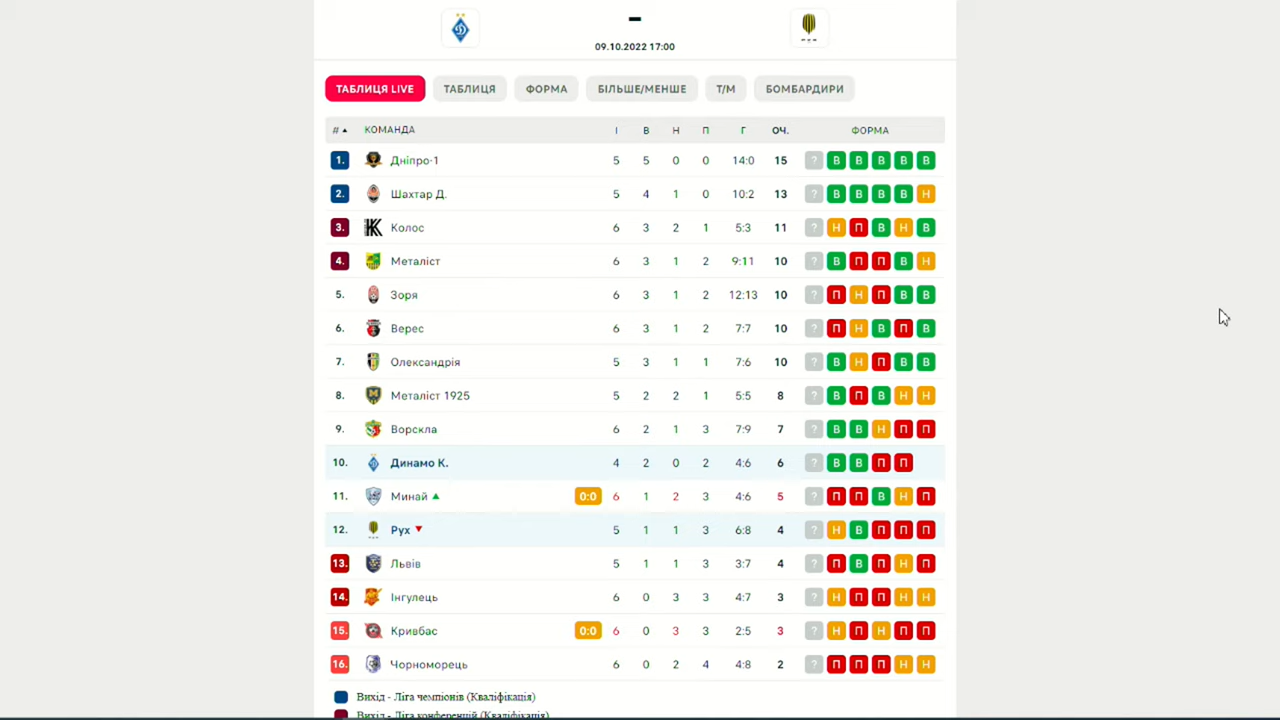 -
09.10.2022 17:00
ТАБЛИЦЯ LIVE ТАБЛИЦЯ ФОРМА БІЛЬШЕ/МЕНШЕ Т/М БОМБАРДИРИ
# КОМАНДА І В Н П Г ОЧ. ФОРМА
1. Дніпро-1 5 5 0 0 14:0 15 ? В В В В В
2. Шахтар Д. 5 4 1 0 10:2 13 ? В В В В Н
3. Колос 6 3 2 1 5:3 11 ? Н П В Н В
4. Металіст 6 3 1 2 9:11 10 ? В П П В Н
5. Зоря 6 3 1 2 12:13 10 ? П Н П В В
6. Верес 6 3 1 2 7:7 10 ? П Н В П В
7. Олександрія 5 3 1 1 7:6 10 ? В Н П В В
8. Металіст 1925 5 2 2 1 5:5 8 ? В П В Н Н
9. Ворскла 6 2 1 3 7:9 7 ? В В Н П П
10. Динамо К. 4 2 0 2 4:6 6 ? В В П П
11. Минай 0:0 6 1 2 3 4:6 5 ? П П В Н П
12. Рух 5 1 1 3 6:8 4 ? Н В П П П
13. Львів 5 1 1 3 3:7 4 ? П В П Н П
14. Інгулець 6 0 3 3 4:7 3 ? Н П П Н Н
15. Кривбас 0:0 6 0 3 3 2:5 3 ? Н П Н П П
16. Чорноморець 6 0 2 4 4:8 2 ? П П П Н Н
Вихід - Ліга чемпіонів (Кваліфікація)
Вихід - Ліга конференцій (Кваліфікація)